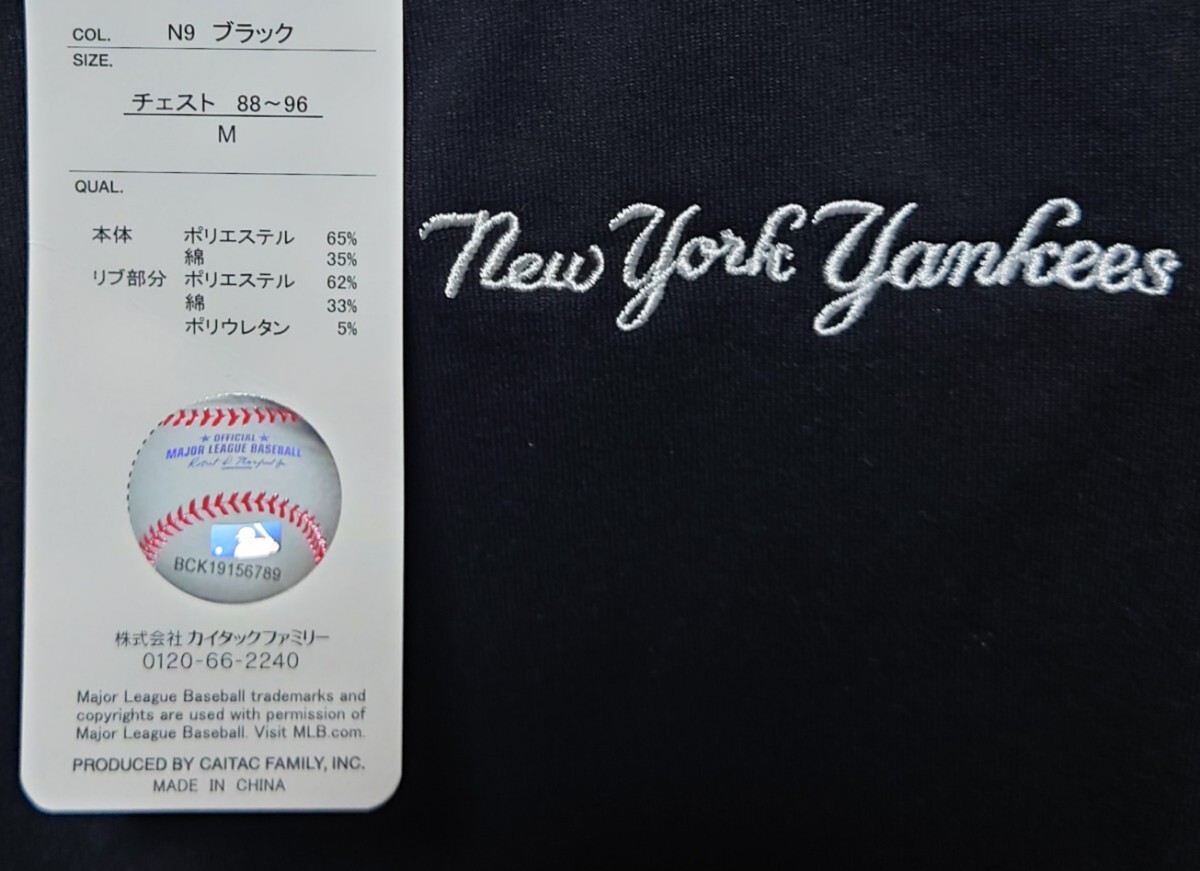 COL. N9 ブラック
SIZE.
チェスト 88～96
M
QUAL.
本体 ポリエステル 65%
綿 35%
リブ部分 ポリエステル 62%
綿 33%
ポリウレタン 5%
★ OFFICIAL ★
MAJOR LEAGUE BASEBALL
BCK19156789
株式会社 カイタックファミリー
0120-66-2240
Major League Baseball trademarks and
copyrights are used with permission of
Major League Baseball. Visit MLB.com.
PRODUCED BY CAITAC FAMILY, INC.
MADE IN CHINA
New York Yankees